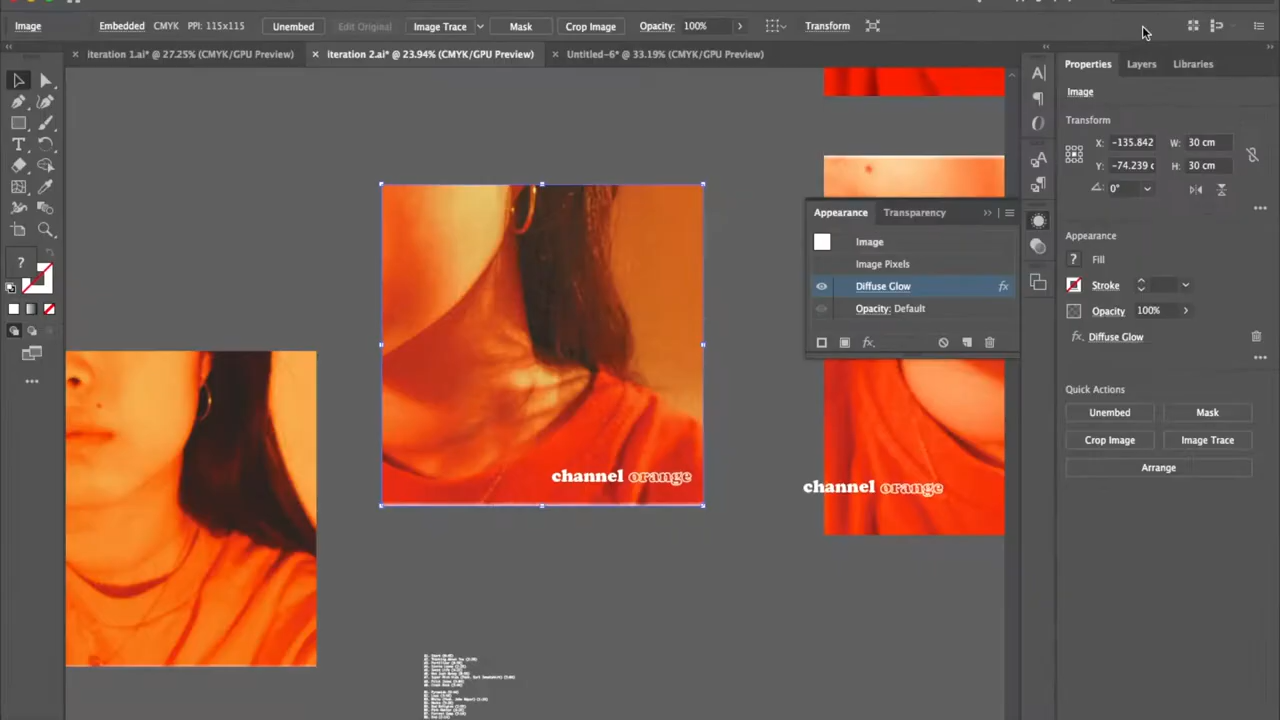 Image Embedded CMYK PPI: 115x115 Unembed Edit Original Image Trace Mask Crop Image Opacity: 100% Transform
iteration 1.ai* @ 27.25% (CMYK/GPU Preview) iteration 2.ai* @ 23.94% (CMYK/GPU Preview) Untitled-6* @ 33.19% (CMYK/GPU Preview)
Properties Layers Libraries
Image
Transform
X: -135.842 W: 30 cm
Y: -74.239 c H: 30 cm
0°
Appearance Transparency
Image
Image Pixels
Diffuse Glow fx
Opacity: Default
fx
Appearance
? Fill
Stroke
Opacity 100%
fx Diffuse Glow
Quick Actions
Unembed Mask
Crop Image Image Trace
Arrange
channel orange
channel orange